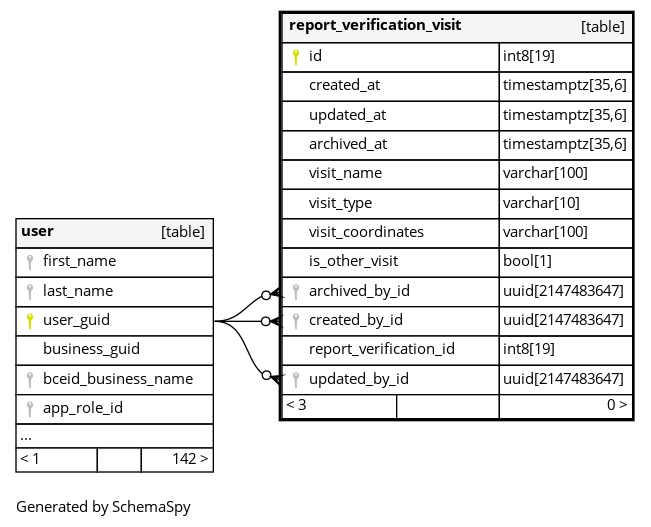 report_verification_visit [table]
id int8[19]
created_at timestamptz[35,6]
updated_at timestamptz[35,6]
archived_at timestamptz[35,6]
visit_name varchar[100]
visit_type varchar[10]
visit_coordinates varchar[100]
is_other_visit bool[1]
archived_by_id uuid[2147483647]
created_by_id uuid[2147483647]
report_verification_id int8[19]
updated_by_id uuid[2147483647]
< 3 0 >
user [table]
first_name
last_name
user_guid
business_guid
bceid_business_name
app_role_id
...
< 1 142 >
Generated by SchemaSpy